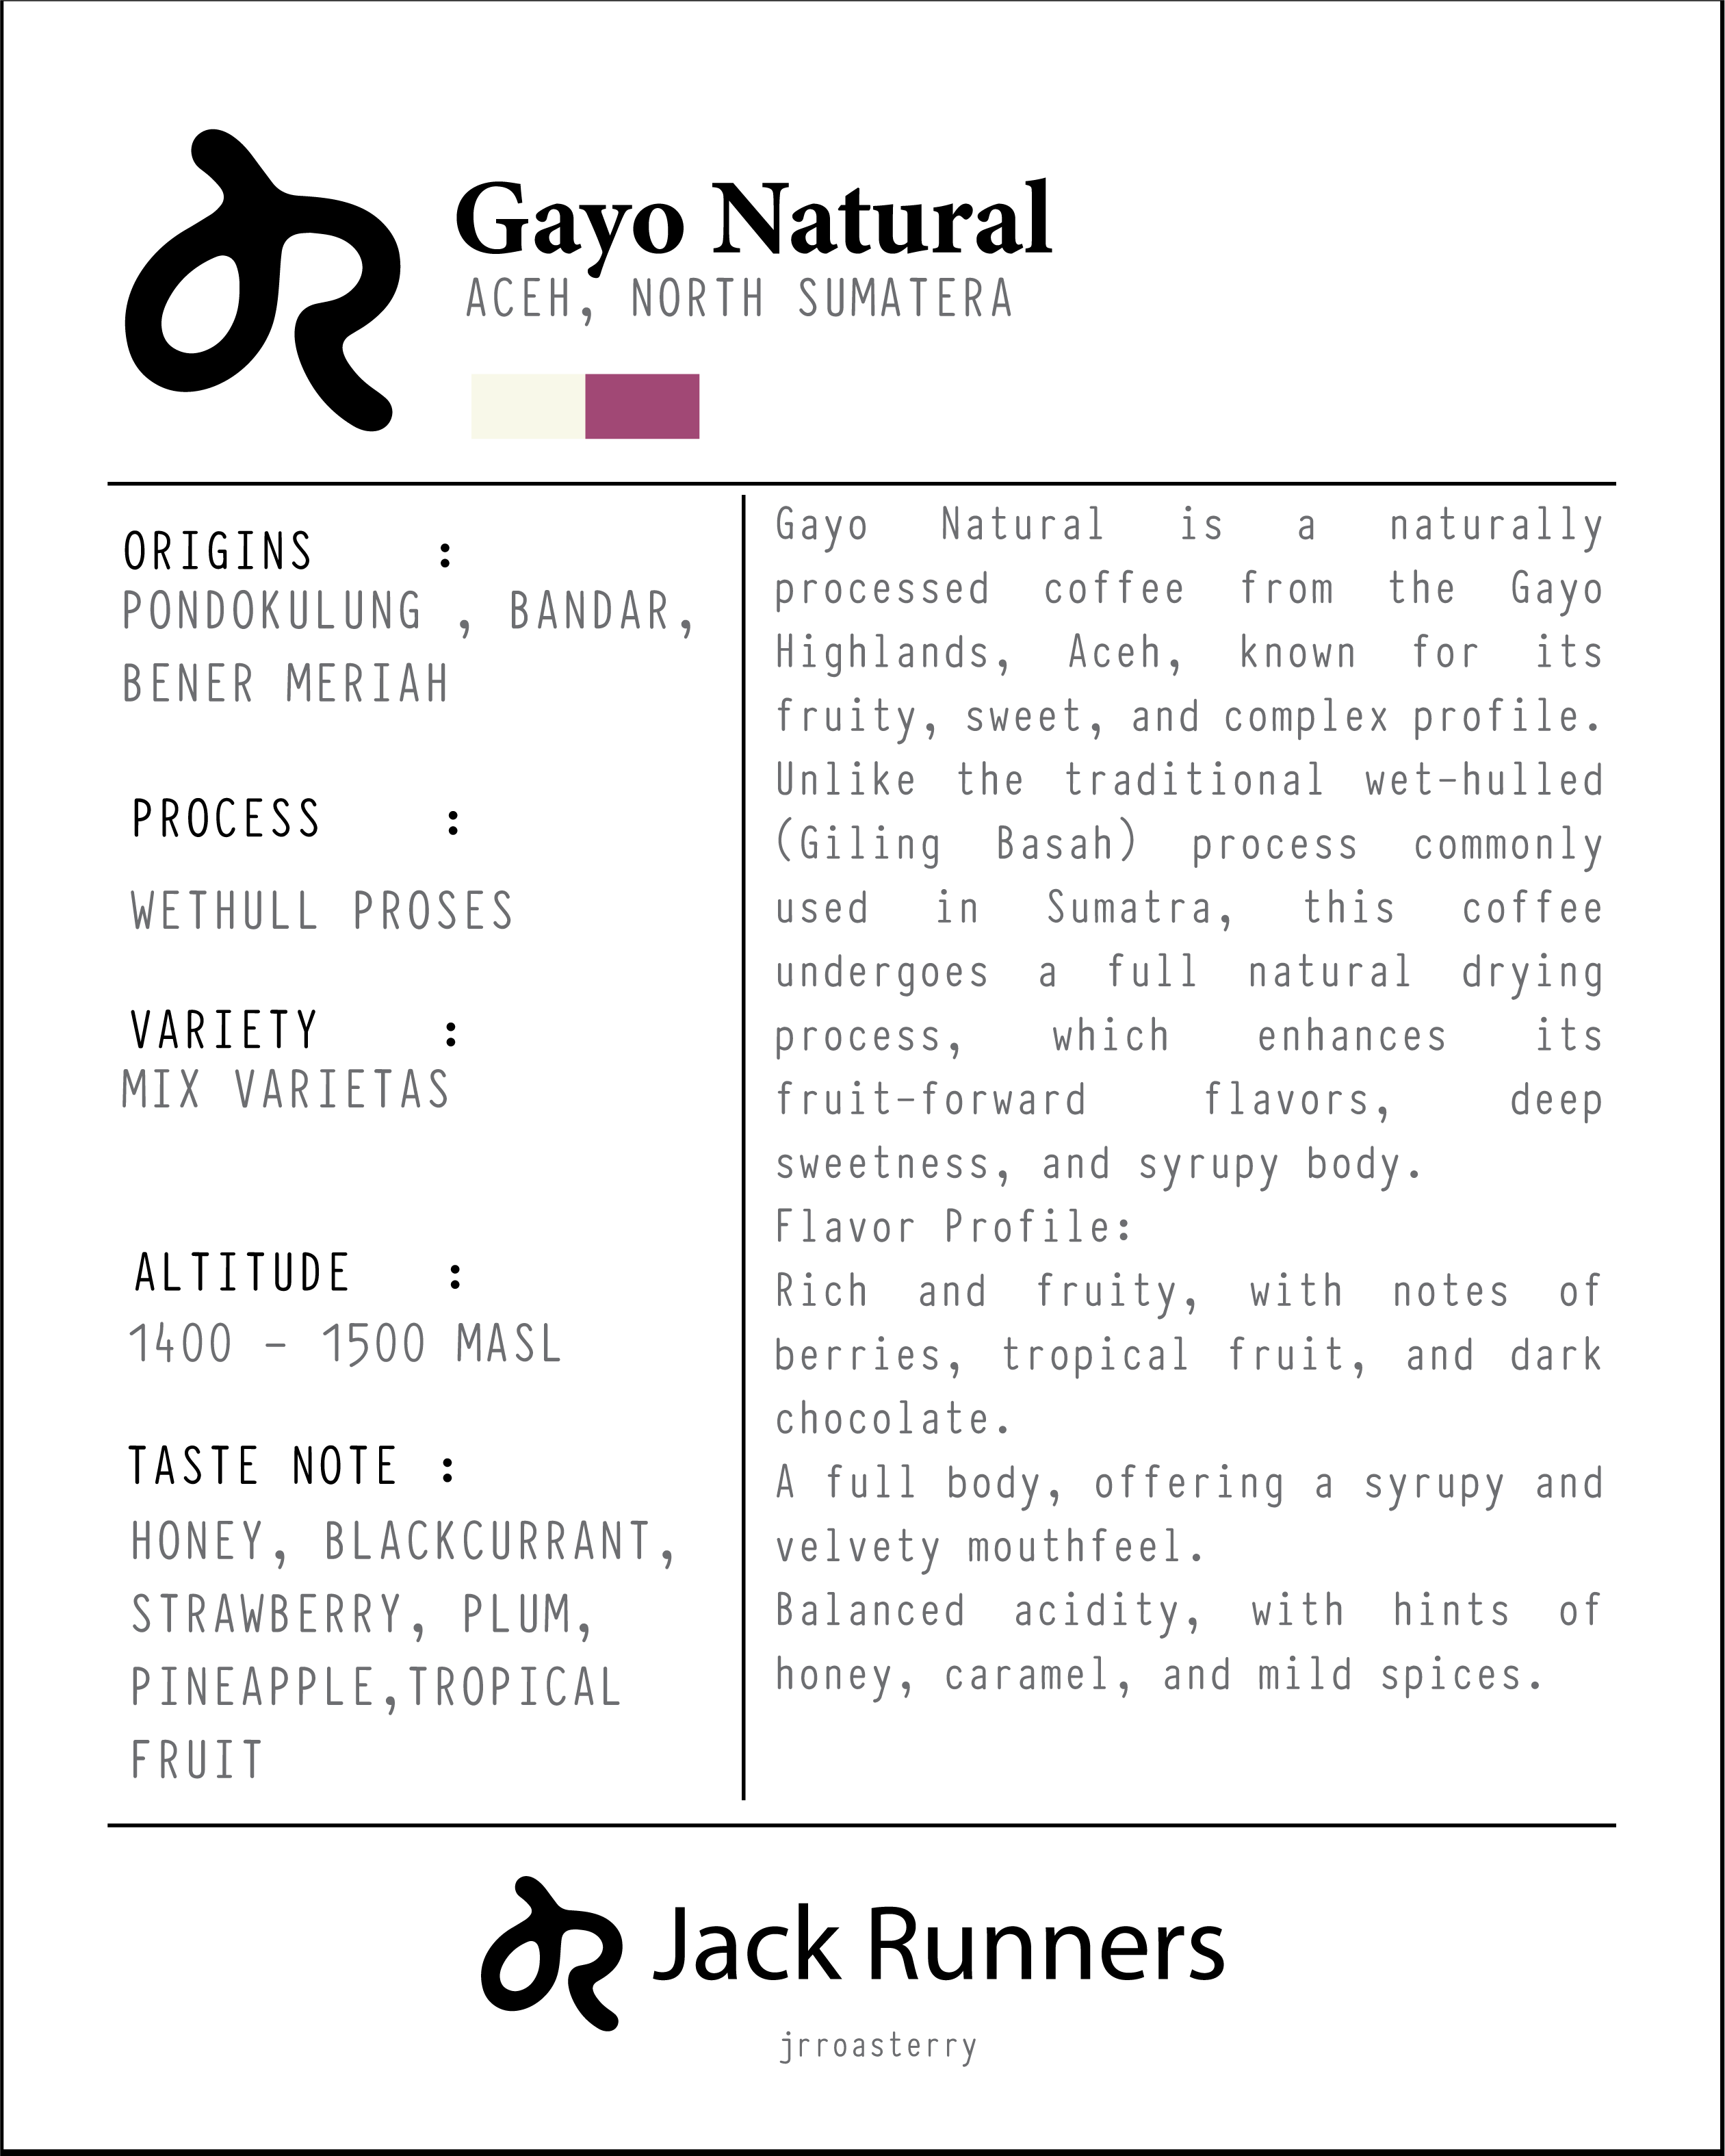 Gayo Natural
ACEH, NORTH SUMATERA
ORIGINS :
PONDOKULUNG , BANDAR,
BENER MERIAH
PROCESS :
WETHULL PROSES
VARIETY :
MIX VARIETAS
ALTITUDE :
1400 - 1500 MASL
TASTE NOTE :
HONEY, BLACKCURRANT,
STRAWBERRY, PLUM,
PINEAPPLE,TROPICAL
FRUIT
Gayo Natural is a naturally
processed coffee from the Gayo
Highlands, Aceh, known for its
fruity, sweet, and complex profile.
Unlike the traditional wet-hulled
(Giling Basah) process commonly
used in Sumatra, this coffee
undergoes a full natural drying
process, which enhances its
fruit-forward flavors, deep
sweetness, and syrupy body.
Flavor Profile:
Rich and fruity, with notes of
berries, tropical fruit, and dark
chocolate.
A full body, offering a syrupy and
velvety mouthfeel.
Balanced acidity, with hints of
honey, caramel, and mild spices.
Jack Runners
jrroasterry